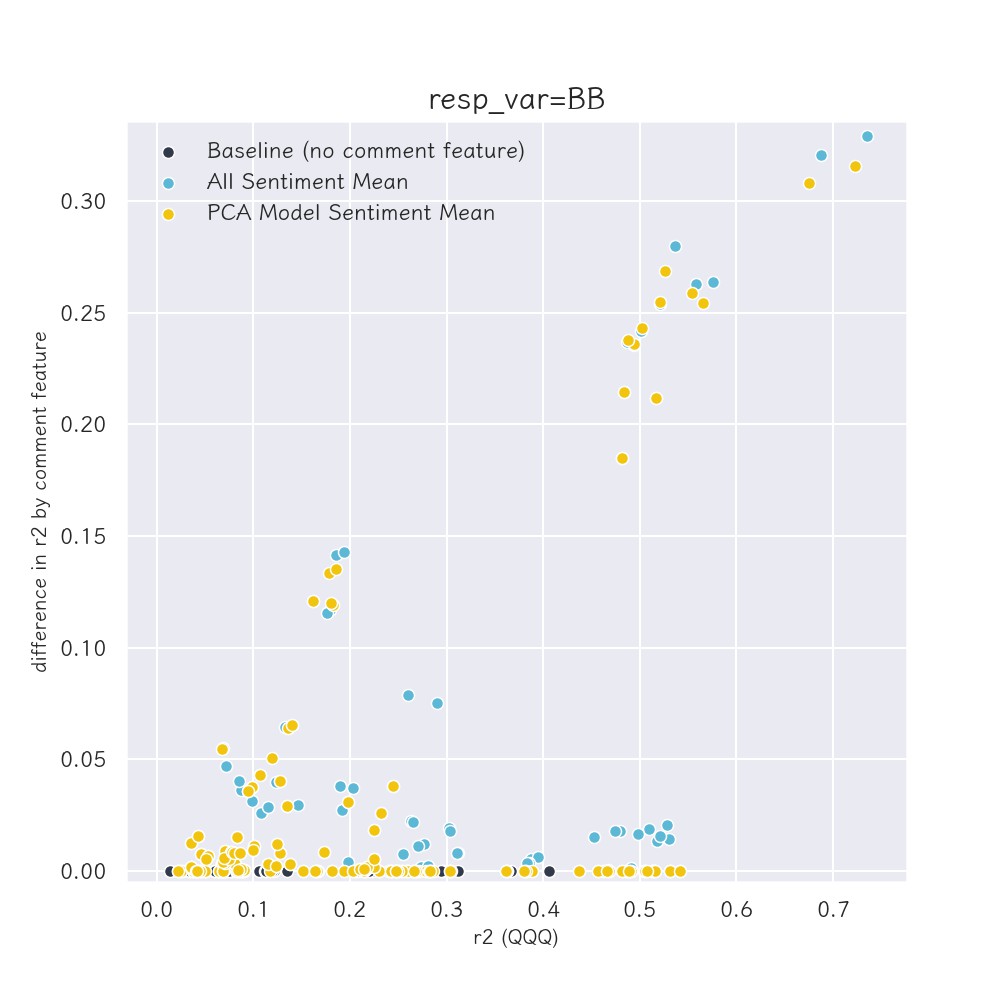 resp_var=BB
Baseline (no comment feature)
All Sentiment Mean
PCA Model Sentiment Mean
difference in r2 by comment feature
0.30
0.25
0.20
0.15
0.10
0.05
0.00
0.0 0.1 0.2 0.3 0.4 0.5 0.6 0.7
r2 (QQQ)